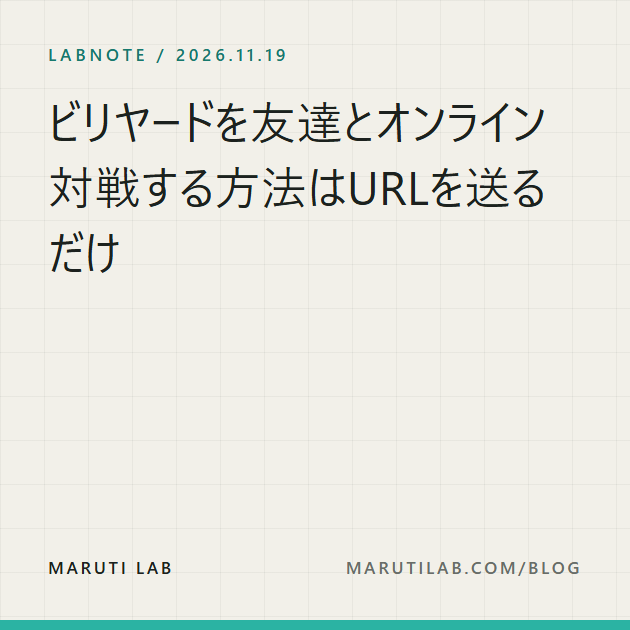 LABNOTE / 2026.11.19
ビリヤードを友達とオンライン
対戦する方法はURLを送る
だけ
MARUTI LAB
MARUTILAB.COM/BLOG